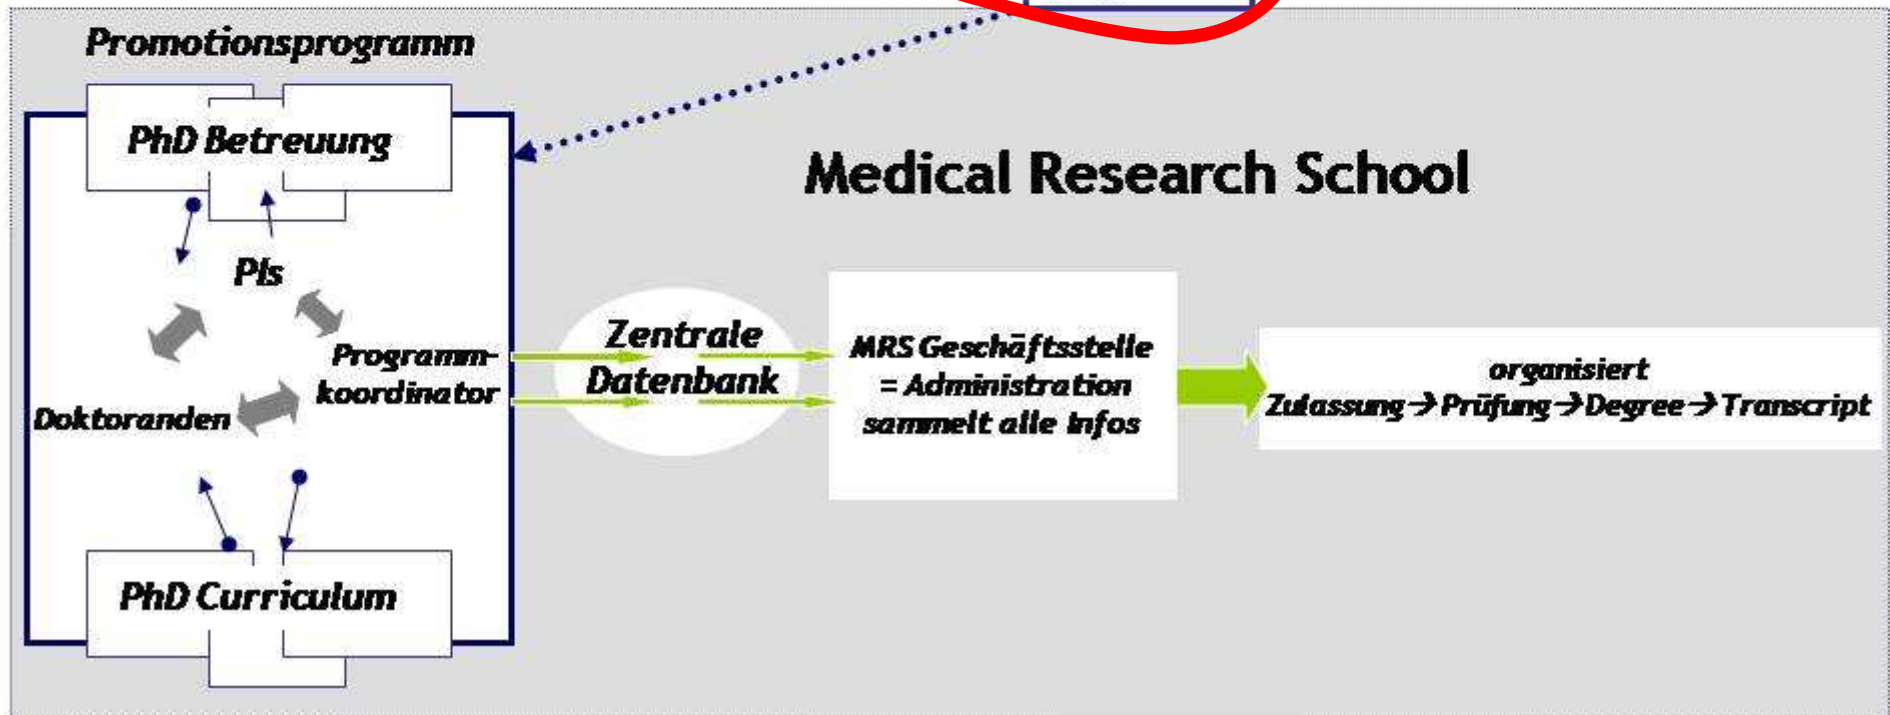 Promotionsprogramm
PhD Betreuung
PIs
Programm-
koordinator
Doktoranden
PhD Curriculum
Medical Research School
Zentrale
Datenbank
MRS Geschäftsstelle
= Administration
sammelt alle Infos
organisiert
Zulassung→Prüfung→Degree→Transcript